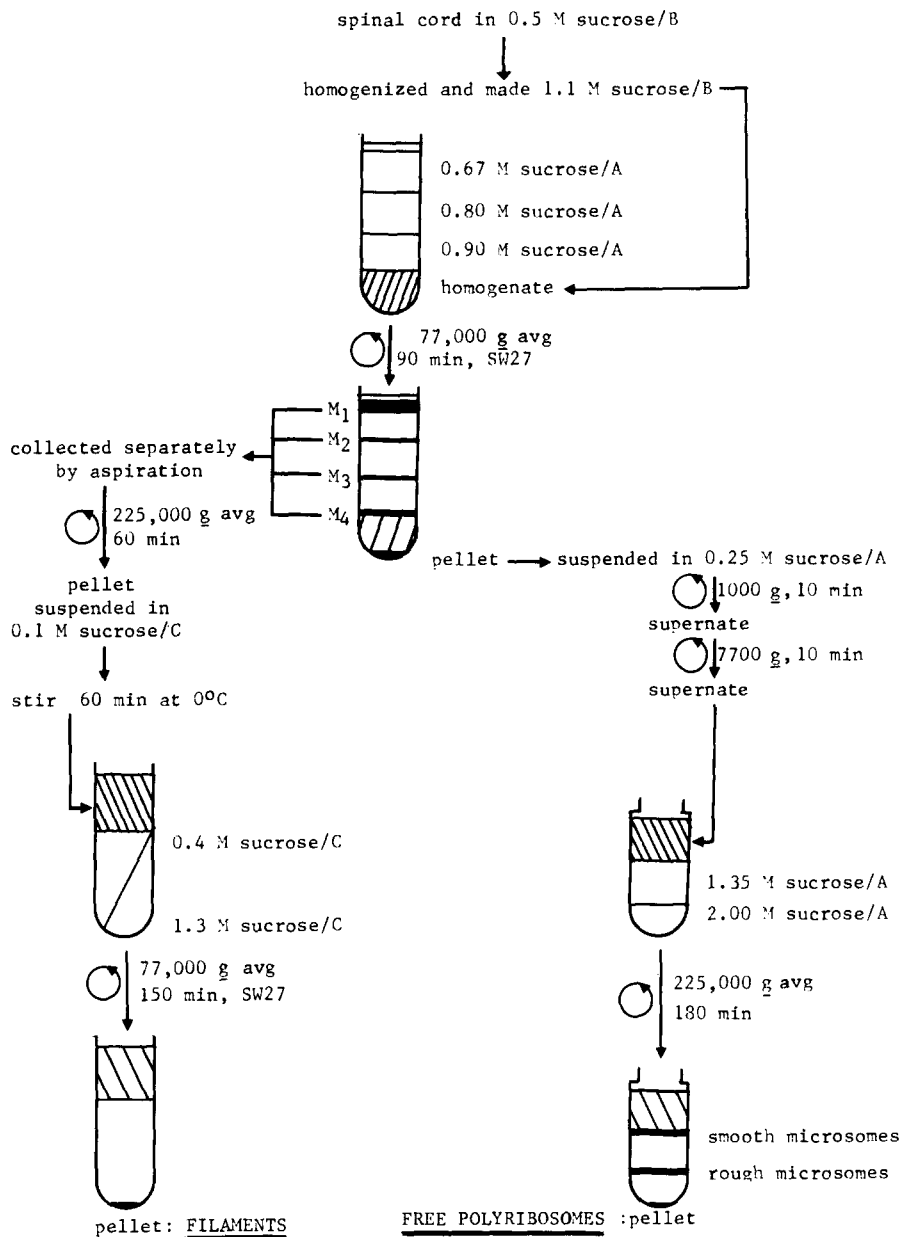 spinal cord in 0.5 M sucrose/B
homogenized and made 1.1 M sucrose/B
0.67 M sucrose/A
0.80 M sucrose/A
0.90 M sucrose/A
homogenate
77,000 g avg
90 min, SW27
M1
M2
M3
M4
collected separately
by aspiration
225,000 g avg
60 min
pellet
suspended in
0.1 M sucrose/C
stir 60 min at 0°C
0.4 M sucrose/C
1.3 M sucrose/C
77,000 g avg
150 min, SW27
pellet: FILAMENTS
pellet
suspended in 0.25 M sucrose/A
1000 g, 10 min
supernate
7700 g, 10 min
supernate
1.35 M sucrose/A
2.00 M sucrose/A
225,000 g avg
180 min
smooth microsomes
rough microsomes
FREE POLYRIBOSOMES :pellet